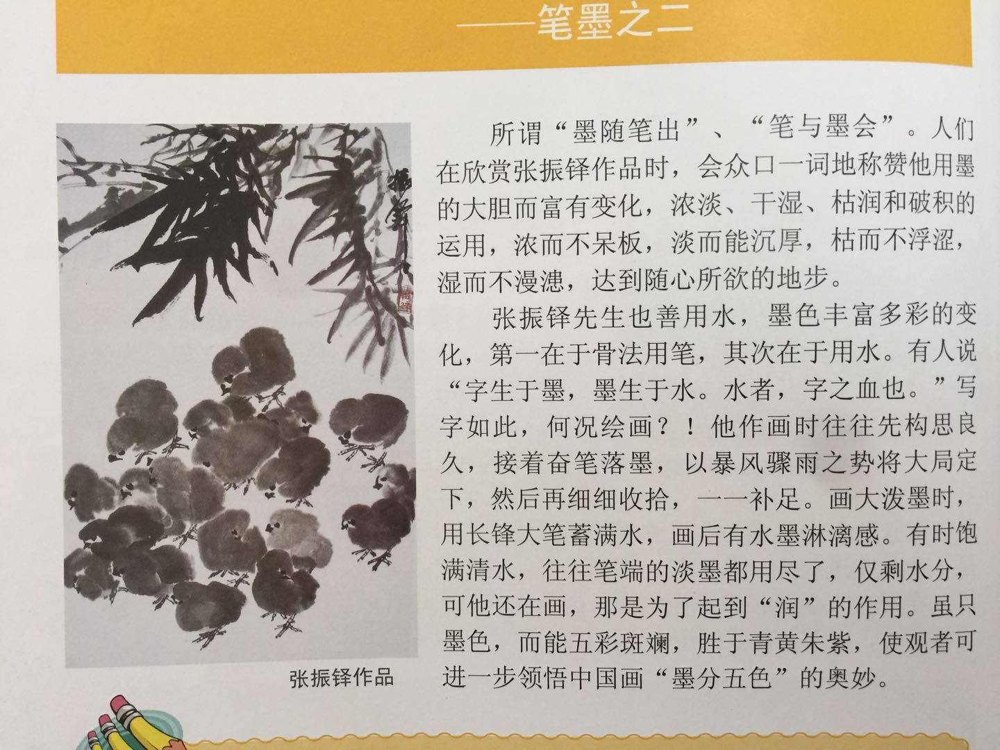 ——笔墨之二
所谓“墨随笔出”、“笔与墨会”。人们
在欣赏张振铎作品时，会众口一词地称赞他用墨
的大胆而富有变化，浓淡、干湿、枯润和破积的
运用，浓而不呆板，淡而能沉厚，枯而不浮涩，
湿而不漫漶，达到随心所欲的地步。
张振铎先生也善用水，墨色丰富多彩的变
化，第一在于骨法用笔，其次在于用水。有人说
“字生于墨，墨生于水。水者，字之血也。”写
字如此，何况绘画？！他作画时往往先构思良
久，接着奋笔落墨，以暴风骤雨之势将大局定
下，然后再细细收拾，一一补足。画大泼墨时，
用长锋大笔蓄满水，画后有水墨淋漓感。有时饱
满清水，往往笔端的淡墨都用尽了，仅剩水分，
可他还在画，那是为了起到“润”的作用。虽只
墨色，而能五彩斑斓，胜于青黄朱紫，使观者可
进一步领悟中国画“墨分五色”的奥妙。
振铎
张振铎作品